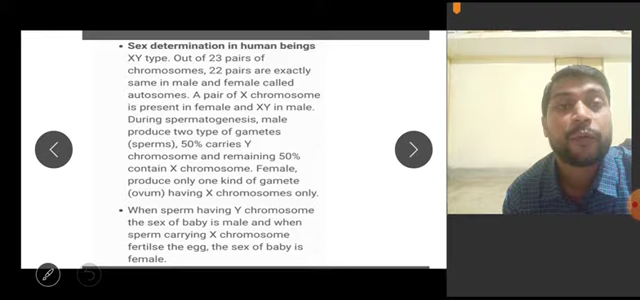 Sex determination in human beings
XY type. Out of 23 pairs of
chromosomes, 22 pairs are exactly
same in male and female called
autosomes. A pair of X chromosome
is present in female and XY in male.
During spermatogenesis, male
produce two type of gametes
(sperms), 50% carries Y
chromosome and remaining 50%
contain X chromosome. Female,
produce only one kind of gamete
(ovum) having X chromosomes only.
When sperm having Y chromosome
the sex of baby is male and when
sperm carrying X chromosome
fertilse the egg, the sex of baby is
female.